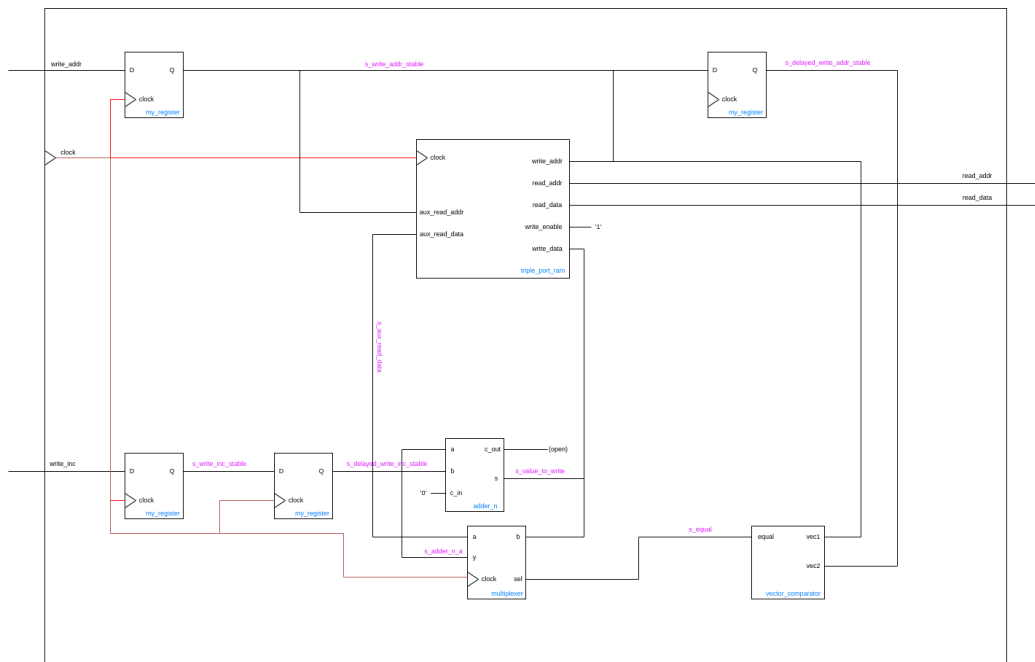 write_addr
D
Q
clock
my_register
s_write_addr_stable
D
Q
clock
my_register
s_delayed_write_addr_stable
clock
clock
write_addr
read_addr
read_data
aux_read_addr
aux_read_data
write_enable
'1'
write_data
triple_port_ram
read_addr
read_data
s_aux_read_data
write_inc
D
Q
clock
my_register
s_write_inc_stable
D
Q
clock
my_register
s_delayed_write_inc_stable
a
c_out
(open)
b
s
s_value_to_write
'0'
c_in
adder_n
a
b
s_adder_n_a
y
clock
sel
multiplexer
s_equal
equal
vec1
vec2
vector_comparator